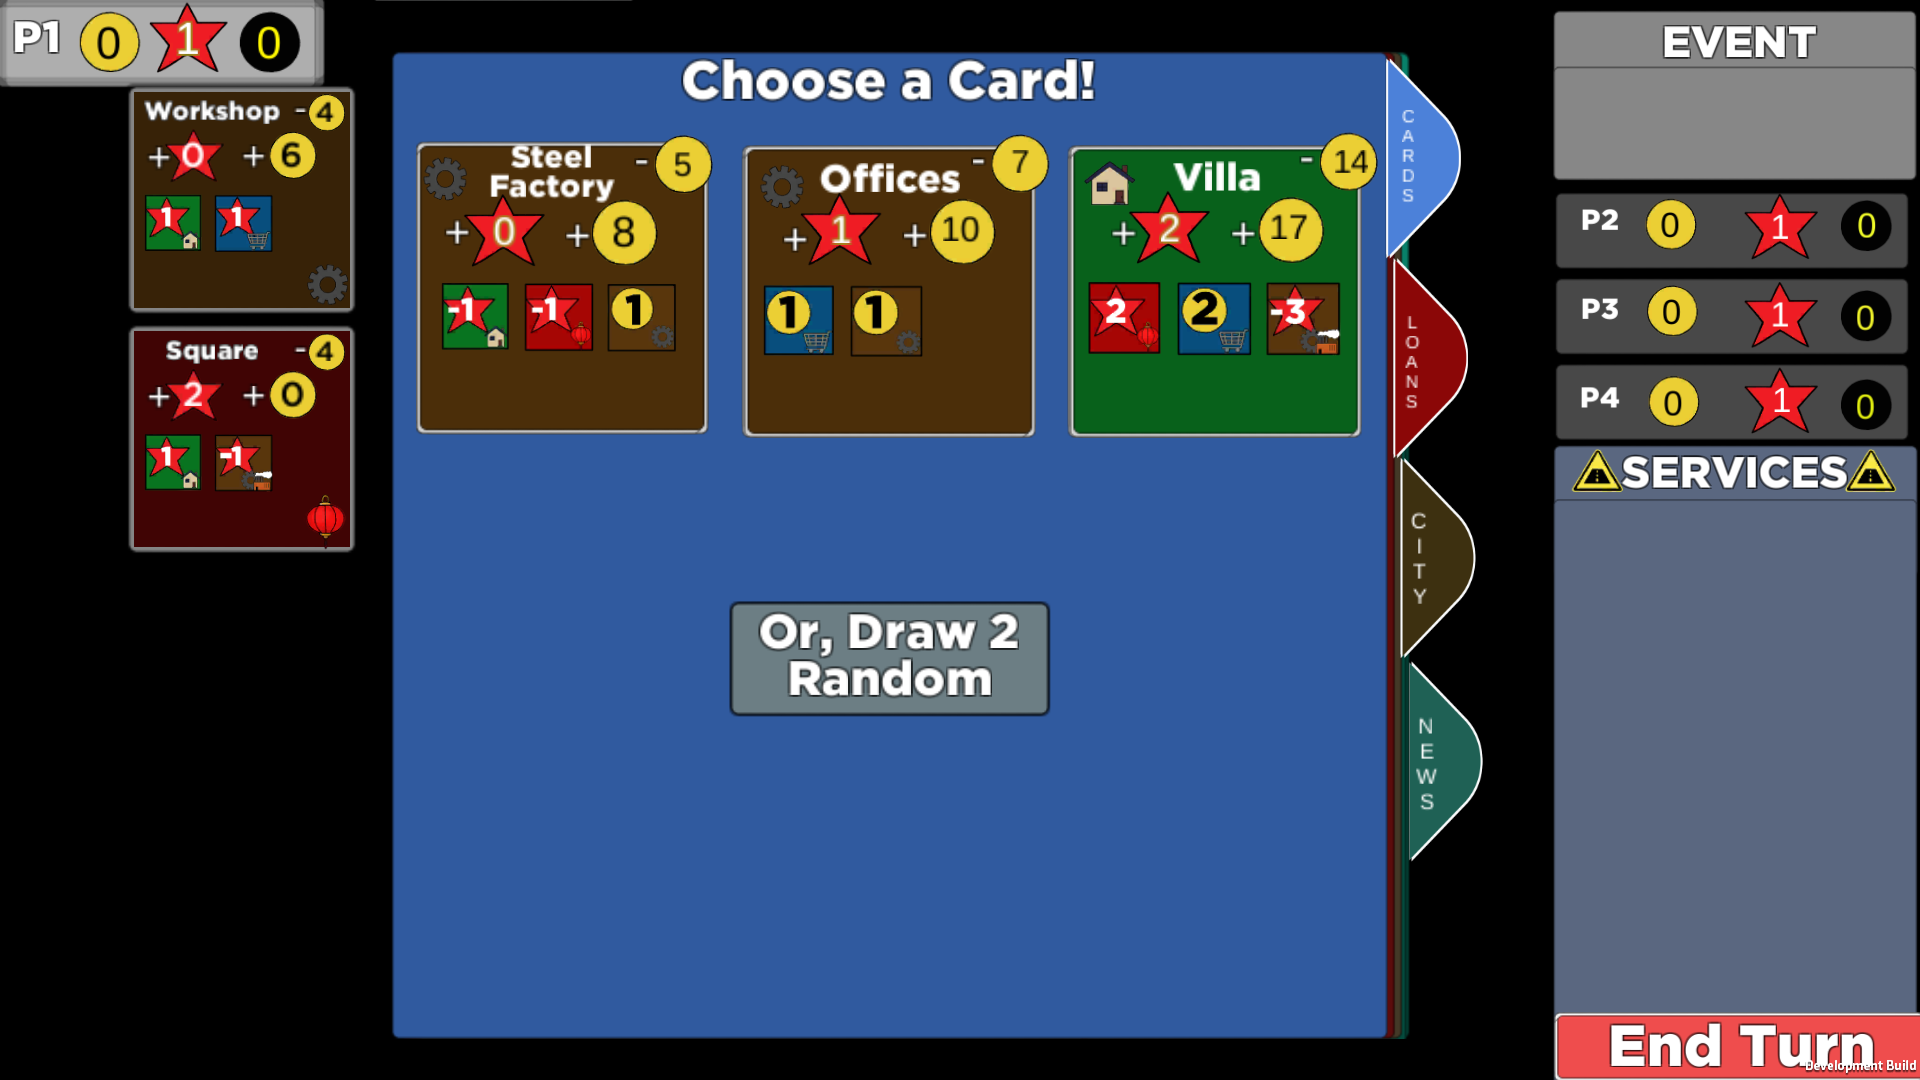 P1 0 1 0
Workshop - 4
+ 0 + 6
1 1
Square - 4
+ 2 + 0
1 -1
Choose a Card!
Steel Factory - 5
+ 0 + 8
-1 -1 1
Offices - 7
+ 1 + 10
1 1
Villa - 14
+ 2 + 17
2 2 -3
Or, Draw 2
Random
CARDS
LOANS
CITY
NEWS
EVENT
P2 0 1 0
P3 0 1 0
P4 0 1 0
SERVICES
End Turn
Development Build